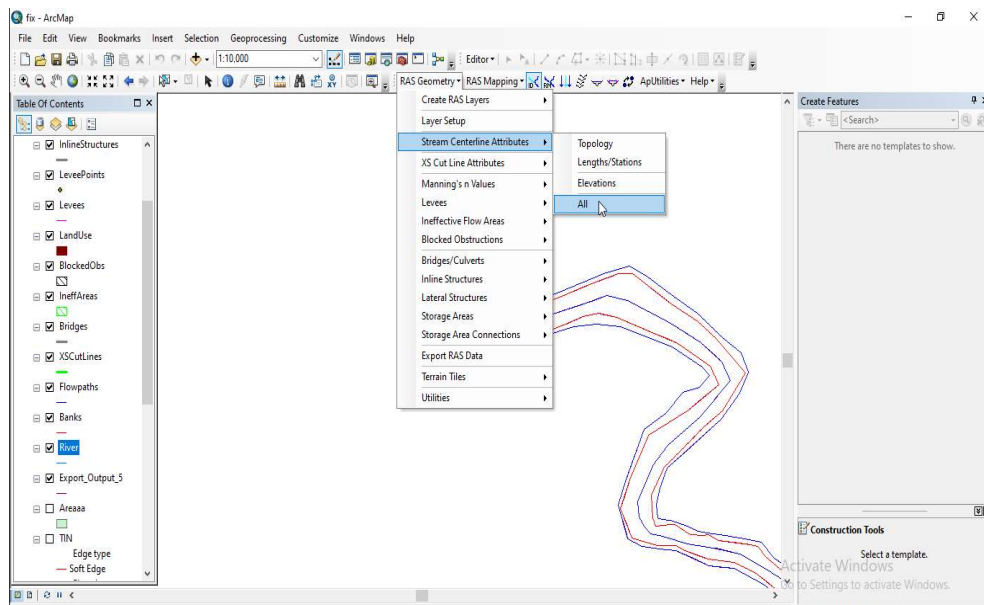 fix - ArcMap
File Edit View Bookmarks Insert Selection Geoprocessing Customize Windows Help
1:10,000
Editor
RAS Geometry RAS Mapping ApUtilities Help
Table Of Contents
InlineStructures
LeveePoints
Levees
LandUse
BlockedObs
IneffAreas
Bridges
XSCutLines
Flowpaths
Banks
River
Export_Output_5
Areaaa
TIN
Edge type
Soft Edge
Create RAS Layers
Layer Setup
Stream Centerline Attributes
XS Cut Line Attributes
Manning's n Values
Levees
Ineffective Flow Areas
Blocked Obstructions
Bridges/Culverts
Inline Structures
Lateral Structures
Storage Areas
Storage Area Connections
Export RAS Data
Terrain Tiles
Utilities
Topology
Lengths/Stations
Elevations
All
Create Features
<Search>
There are no templates to show.
Construction Tools
Select a template.
Activate Windows
Go to Settings to activate Windows.